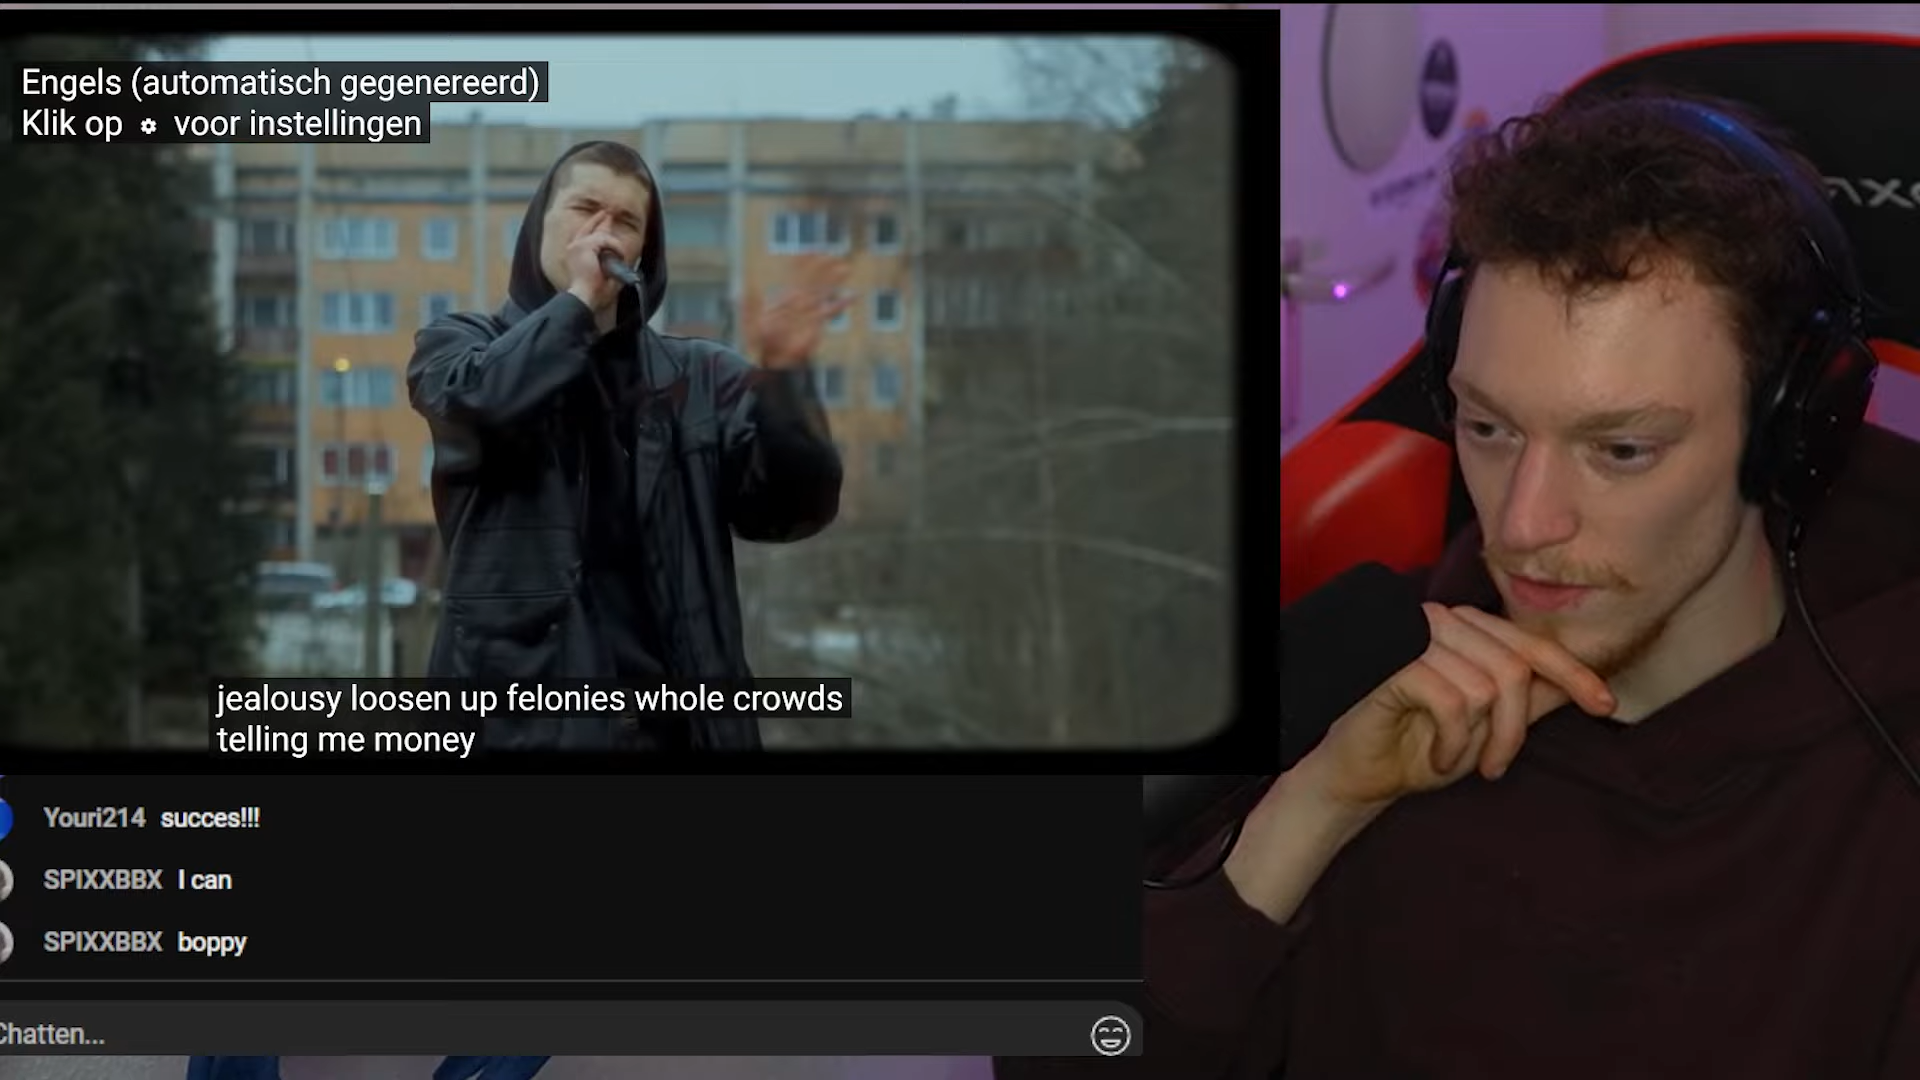 Engels (automatisch gegenereerd)
Klik op voor instellingen
jealousy loosen up felonies whole crowds
telling me money
Youri214 succes!!!
SPIXXBBX I can
SPIXXBBX boppy
Chatten...